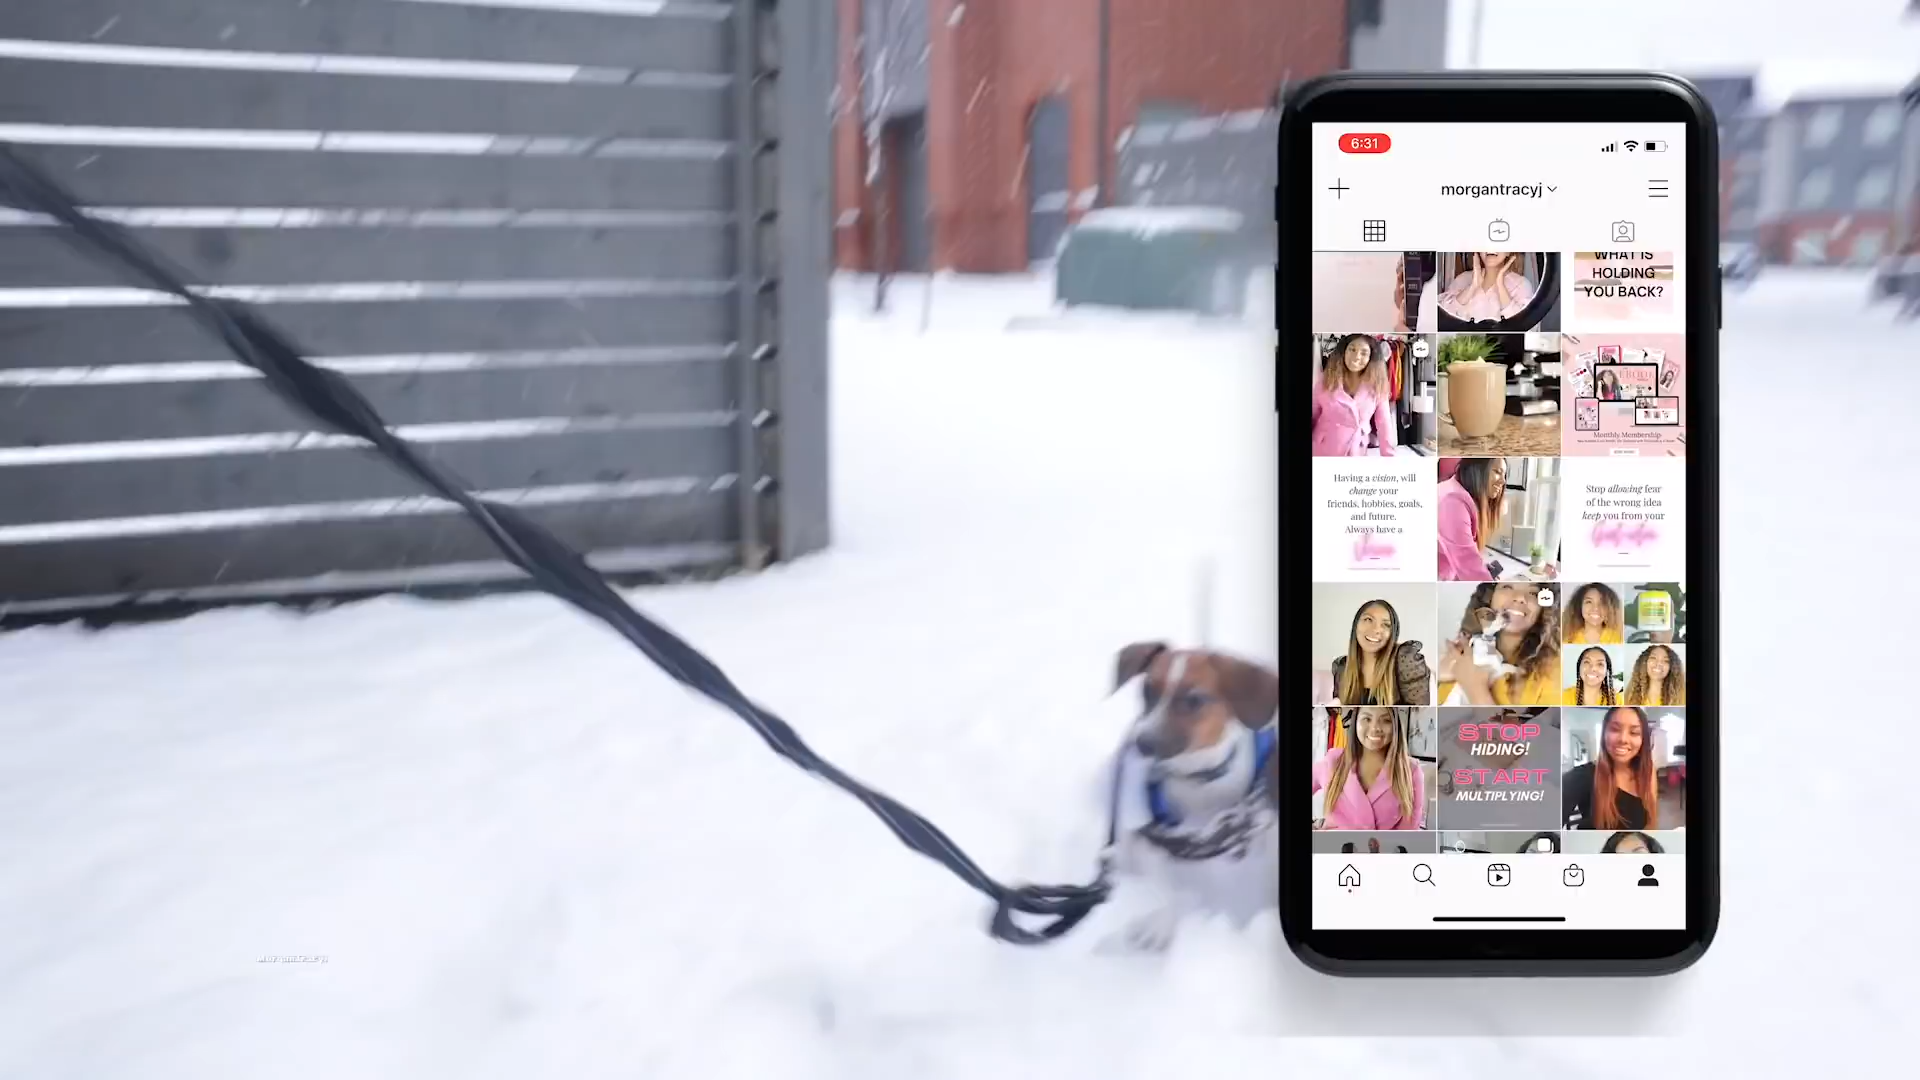 6:31
morgantracyj
WHAT IS
HOLDING
YOU BACK?
Monthly Membership
Having a vision, will
change your
friends, hobbies, goals,
and future.
Always have a
Stop allowing fear
of the wrong idea
keep you from your
STOP
HIDING!
START
MULTIPLYING!
morgantracyj